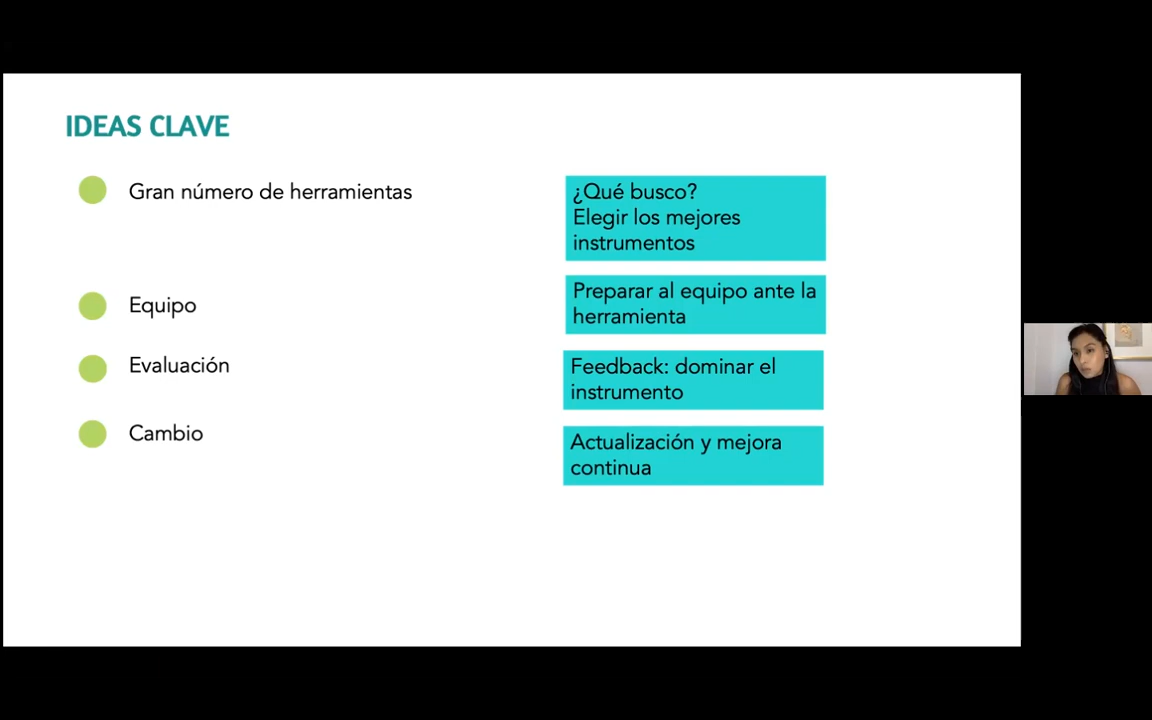 IDEAS CLAVE
Gran número de herramientas
¿Qué busco?
Elegir los mejores
instrumentos
Equipo
Preparar al equipo ante la
herramienta
Evaluación
Feedback: dominar el
instrumento
Cambio
Actualización y mejora
continua